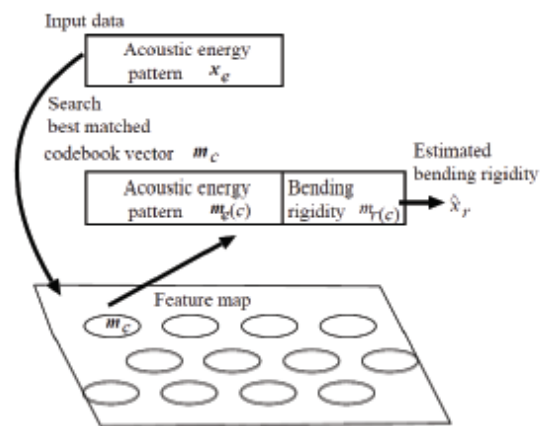 Input data
Acoustic energy
pattern x_e
Search
best matched
codebook vector m_c
Estimated
bending rigidity
Acoustic energy
pattern m_e(c)
Bending
rigidity m_r(c)
x̂_r
Feature map
m_c